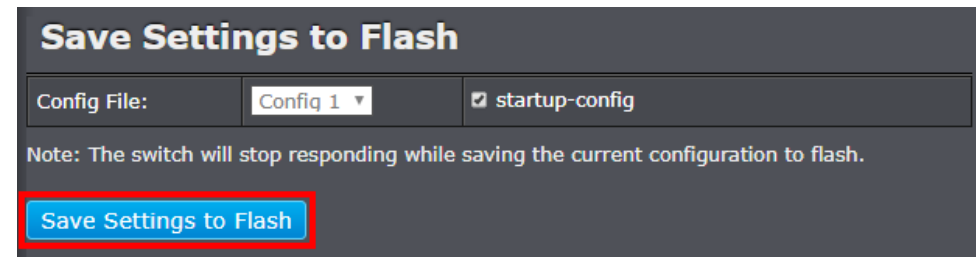 Save Settings to Flash
Config File: Config 1 startup-config
Note: The switch will stop responding while saving the current configuration to flash.
Save Settings to Flash